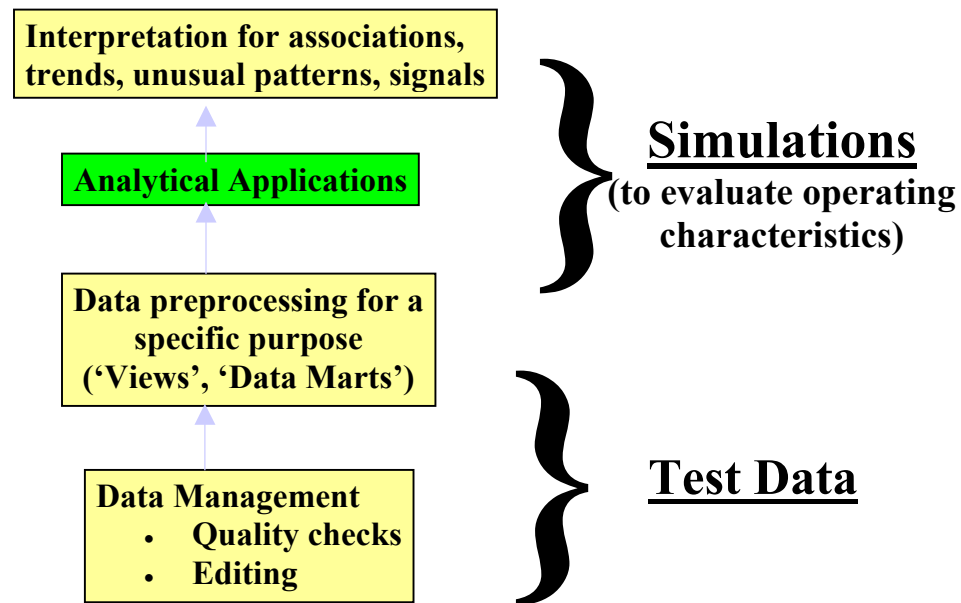 Interpretation for associations,
trends, unusual patterns, signals
Simulations
(to evaluate operating
characteristics)
Analytical Applications
Data preprocessing for a
specific purpose
(‘Views’, ‘Data Marts’)
Test Data
Data Management
• Quality checks
• Editing